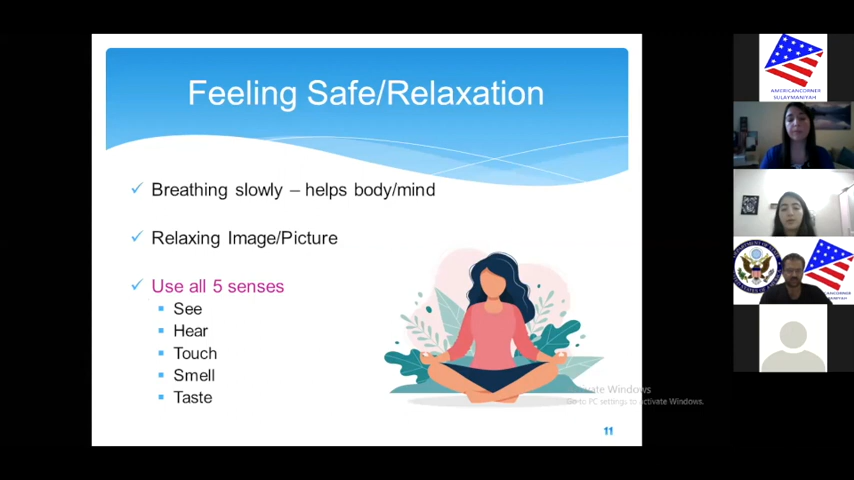 Feeling Safe/Relaxation
Breathing slowly – helps body/mind
Relaxing Image/Picture
Use all 5 senses
See
Hear
Touch
Smell
Taste
11
Activate Windows
Go to PC settings to activate Windows.
AMERICANCORNER
SULAYMANIYAH